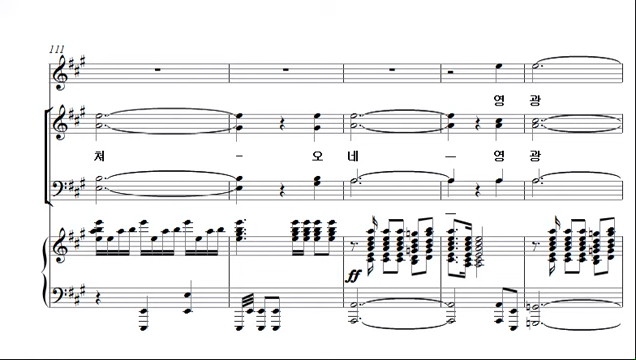 111
영 광
쳐 - 오 네 - 영 광
ff